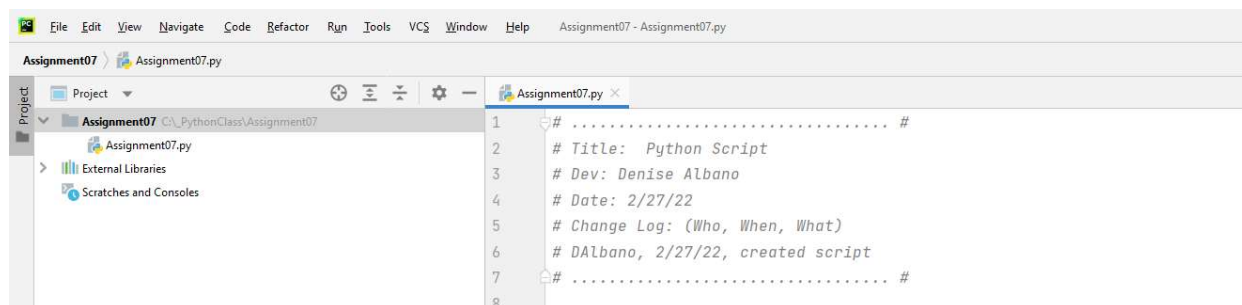 PC
File Edit View Navigate Code Refactor Run Tools VCS Window Help Assignment07 - Assignment07.py
Assignment07 Assignment07.py
Project
Project
Assignment07.py
Assignment07 C:\_PythonClass\Assignment07
Assignment07.py
External Libraries
Scratches and Consoles
1 # .................................. #
2 # Title:  Python Script
3 # Dev: Denise Albano
4 # Date: 2/27/22
5 # Change Log: (Who, When, What)
6 # DAlbano, 2/27/22, created script
7 # .................................. #
8